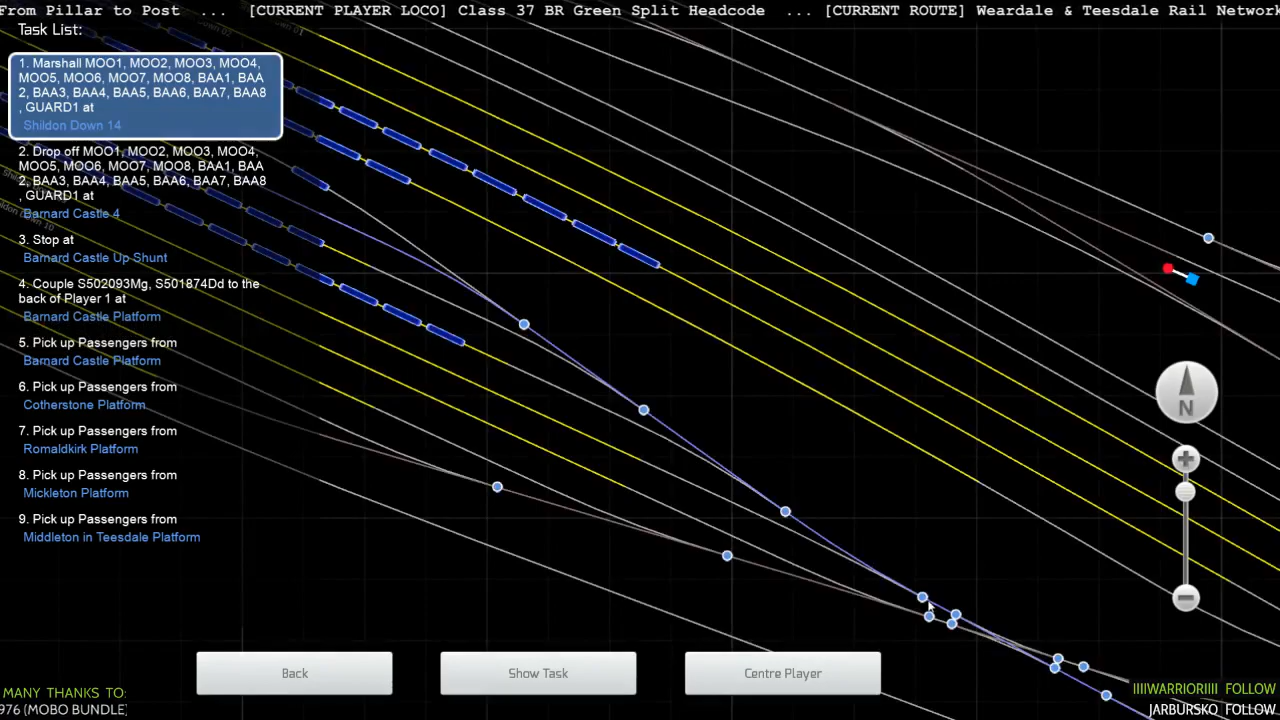 From Pillar to Post ... [CURRENT PLAYER LOCO] Class 37 BR Green Split Headcode ... [CURRENT ROUTE] Weardale & Teesdale Rail Network
Task List:
1. Marshall MOO1, MOO2, MOO3, MOO4,
MOO5, MOO6, MOO7, MOO8, BAA1, BAA
2, BAA3, BAA4, BAA5, BAA6, BAA7, BAA8
, GUARD1 at
Shildon Down 14
2. Drop off MOO1, MOO2, MOO3, MOO4,
MOO5, MOO6, MOO7, MOO8, BAA1, BAA
2, BAA3, BAA4, BAA5, BAA6, BAA7, BAA8
, GUARD1 at
Barnard Castle 4
3. Stop at
Barnard Castle Up Shunt
4. Couple S502093Mg, S501874Dd to the
back of Player 1 at
Barnard Castle Platform
5. Pick up Passengers from
Barnard Castle Platform
6. Pick up Passengers from
Cotherstone Platform
7. Pick up Passengers from
Romaldkirk Platform
8. Pick up Passengers from
Mickleton Platform
9. Pick up Passengers from
Middleton in Teesdale Platform
N
Back
Show Task
Centre Player
MANY THANKS TO:
976 (MOBO BUNDLE)
IIIIWARRIORIIII FOLLOW
JARBURSKO FOLLOW